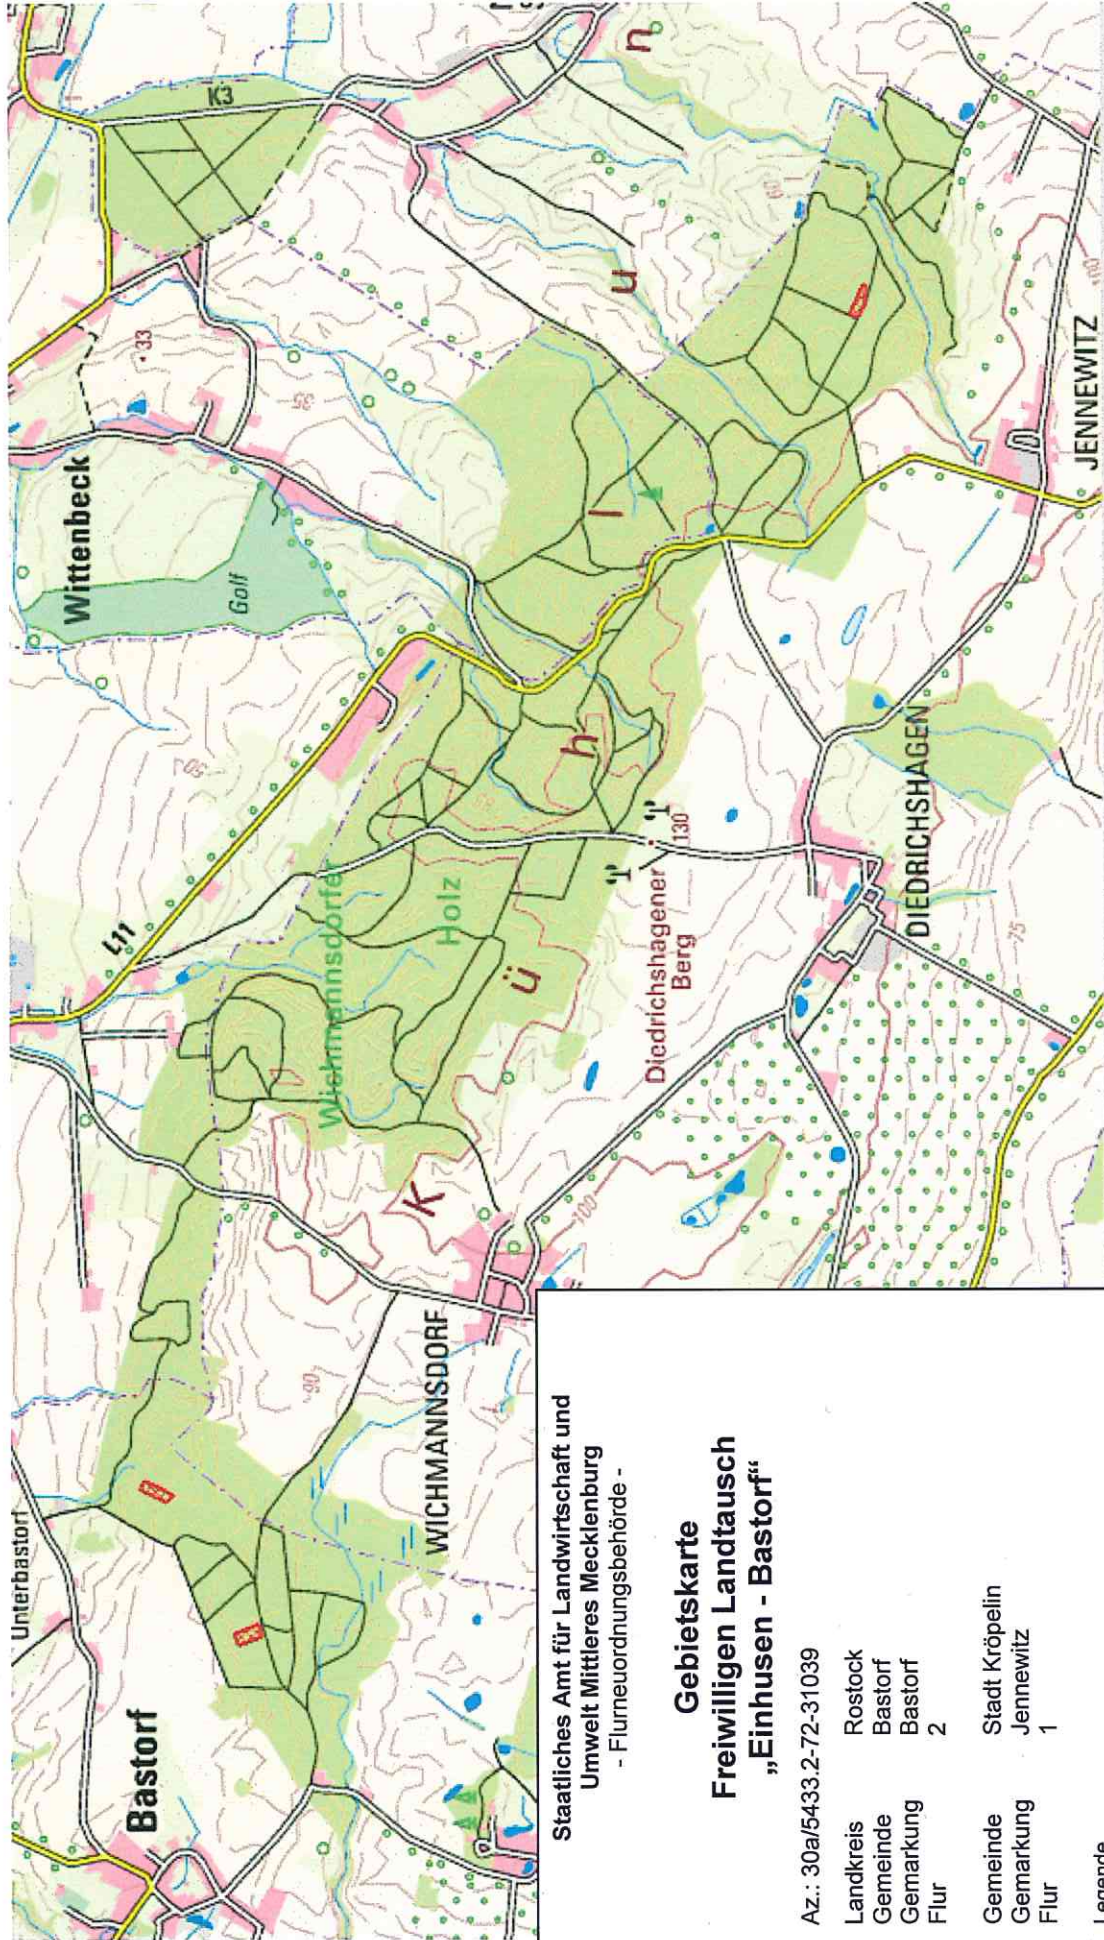 Staatliches Amt für Landwirtschaft und
Umwelt Mittleres Mecklenburg
- Flurneuordnungsbehörde -
Gebietskarte
Freiwilligen Landtausch
„Einhusen - Bastorf“
Az.: 30a/5433.2-72-31039
Landkreis Rostock
Gemeinde Bastorf
Gemarkung Bastorf
Flur 2
Gemeinde Stadt Kröpelin
Gemarkung Jennewitz
Flur 1
Legende
Bastorf
Unterbastorf
WICHMANNSDORF
90
L11
Wichmannsdorfer
Holz
K
ü
h
l
u
n
Diedrichshagener
Berg
130
100
50
Wittenbeck
Golf
33
35
K3
DIEDRICHSHAGEN
75
JENNEWITZ
100